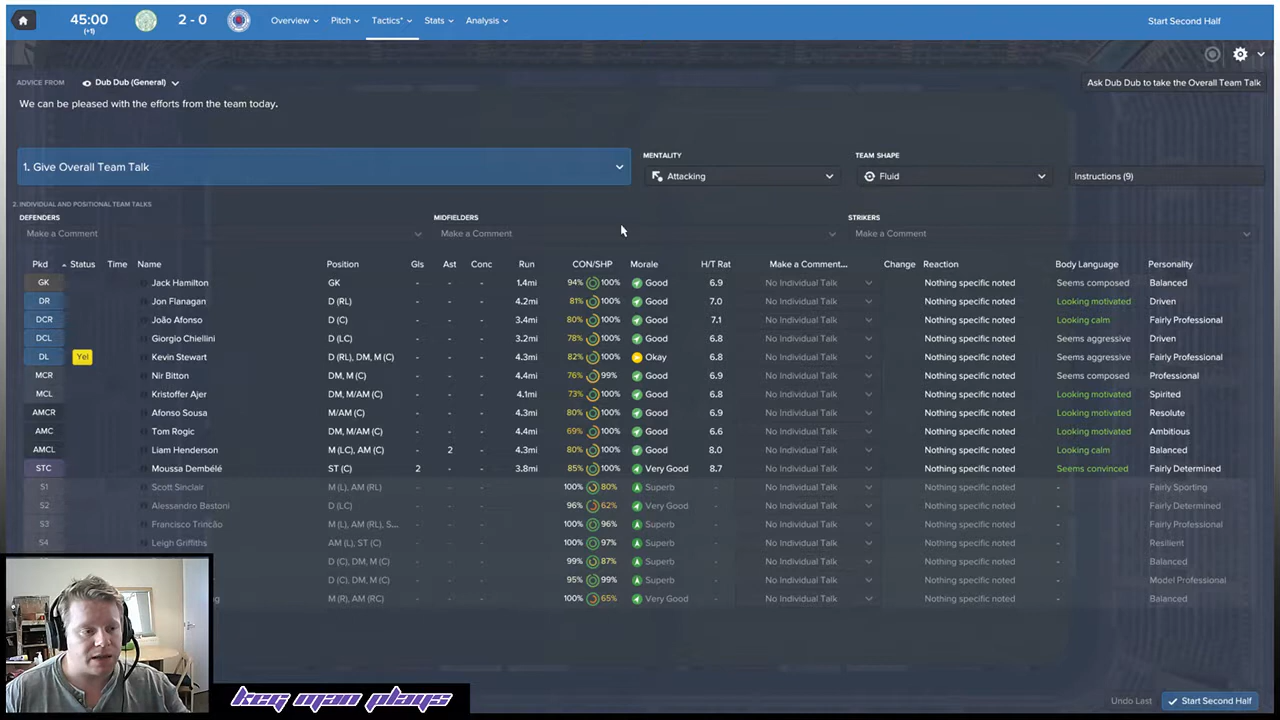 45:00 2 - 0 Overview Pitch Tactics* Stats Analysis Start Second Half
(+1)
ADVICE FROM Dub Dub (General) Ask Dub Dub to take the Overall Team Talk
We can be pleased with the efforts from the team today.
MENTALITY TEAM SHAPE
1. Give Overall Team Talk Attacking Fluid Instructions (9)
2. INDIVIDUAL AND POSITIONAL TEAM TALKS
DEFENDERS MIDFIELDERS STRIKERS
Make a Comment Make a Comment Make a Comment
Pkd Status Time Name Position Gls Ast Conc Run CON/SHP Morale H/T Rat Make a Comment... Change Reaction Body Language Personality
GK Jack Hamilton GK - - - 1.4mi 94% 100% Good 6.9 No Individual Talk Nothing specific noted Seems composed Balanced
DR Jon Flanagan D (RL) - - - 4.2mi 81% 100% Good 7.0 No Individual Talk Nothing specific noted Looking motivated Driven
DCR João Afonso D (C) - - - 3.4mi 80% 100% Good 7.1 No Individual Talk Nothing specific noted Looking calm Fairly Professional
DCL Giorgio Chiellini D (LC) - - - 3.2mi 78% 100% Good 6.8 No Individual Talk Nothing specific noted Seems aggressive Driven
DL Yel Kevin Stewart D (RL), DM, M (C) - - - 4.3mi 82% 100% Okay 6.8 No Individual Talk Nothing specific noted Seems aggressive Fairly Professional
MCR Nir Bitton DM, M (C) - - - 4.4mi 76% 99% Good 6.9 No Individual Talk Nothing specific noted Seems composed Professional
MCL Kristoffer Ajer DM, M/AM (C) - - - 4.1mi 73% 100% Good 6.8 No Individual Talk Nothing specific noted Looking motivated Spirited
AMCR Afonso Sousa M/AM (C) - - - 4.3mi 80% 100% Good 6.9 No Individual Talk Nothing specific noted Looking motivated Resolute
AMC Tom Rogic DM, M/AM (C) - - - 4.3mi 69% 100% Good 6.6 No Individual Talk Nothing specific noted Looking motivated Ambitious
AMCL Liam Henderson M (LC), AM (C) - 2 - 4.3mi 80% 100% Good 8.0 No Individual Talk Nothing specific noted Looking calm Balanced
STC Moussa Dembélé ST (C) 2 - - 3.8mi 85% 100% Very Good 8.7 No Individual Talk Nothing specific noted Seems convinced Fairly Determined
S1 Scott Sinclair M (L), AM (RL) - - - 100% 80% Superb - No Individual Talk Nothing specific noted - Fairly Sporting
S2 Alessandro Bastoni D (LC) - - - 96% 62% Very Good - No Individual Talk Nothing specific noted - Fairly Determined
S3 Francisco Trincão M (L), AM (RL), S... - - - 100% 96% Superb - No Individual Talk Nothing specific noted - Fairly Professional
S4 Leigh Griffiths AM (L), ST (C) - - - 100% 97% Superb - No Individual Talk Nothing specific noted - Resilient
D (C), DM, M (C) - - - 99% 87% Superb - No Individual Talk Nothing specific noted - Balanced
D (C), DM, M (C) - - - 95% 99% Superb - No Individual Talk Nothing specific noted - Model Professional
M (R), AM (RC) - - - 100% 65% Very Good - No Individual Talk Nothing specific noted - Balanced
keg man plays Undo Last Start Second Half